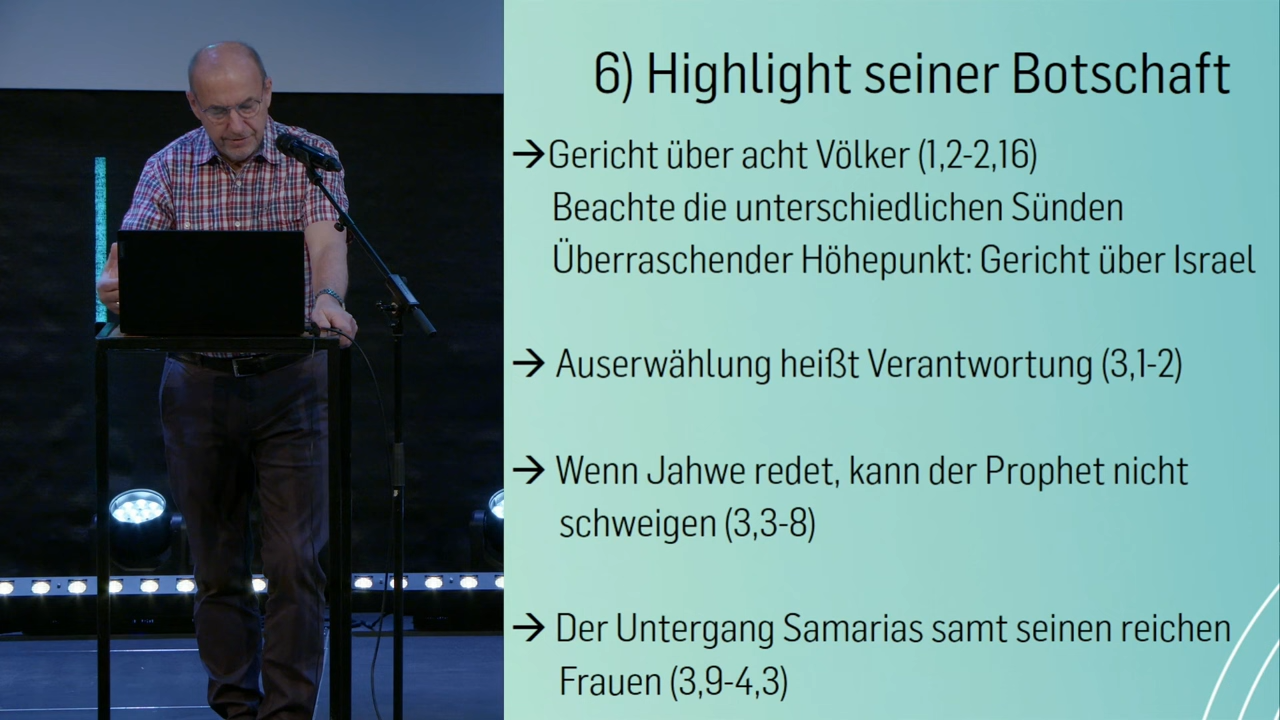 6) Highlight seiner Botschaft
→Gericht über acht Völker (1,2-2,16)
Beachte die unterschiedlichen Sünden
Überraschender Höhepunkt: Gericht über Israel
→ Auserwählung heißt Verantwortung (3,1-2)
→ Wenn Jahwe redet, kann der Prophet nicht
schweigen (3,3-8)
→ Der Untergang Samarias samt seinen reichen
Frauen (3,9-4,3)